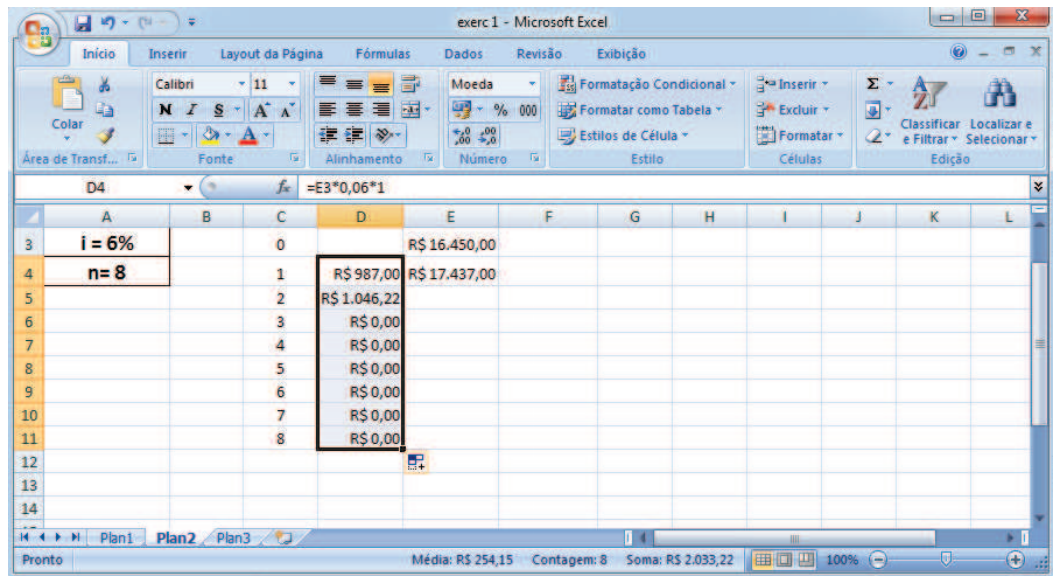 exerc 1 - Microsoft Excel
Início Inserir Layout da Página Fórmulas Dados Revisão Exibição
Colar
Área de Transf...
Calibri 11
N I S A A
A
Fonte
Alinhamento
Moeda
% 000
,00 ,00 ,0
Número
Formatação Condicional
Formatar como Tabela
Estilos de Célula
Estilo
Inserir
Excluir
Formatar
Células
Σ
Classificar e Filtrar
Localizar e Selecionar
Edição
D4 fx =E3*0,06*1
A B C D E F G H I J K L
3 i = 6% 0 R$ 16.450,00
4 n= 8 1 R$ 987,00 R$ 17.437,00
5 2 R$ 1.046,22
6 3 R$ 0,00
7 4 R$ 0,00
8 5 R$ 0,00
9 6 R$ 0,00
10 7 R$ 0,00
11 8 R$ 0,00
12
13
14
Plan1 Plan2 Plan3
Pronto Média: R$ 254,15 Contagem: 8 Soma: R$ 2.033,22 100%